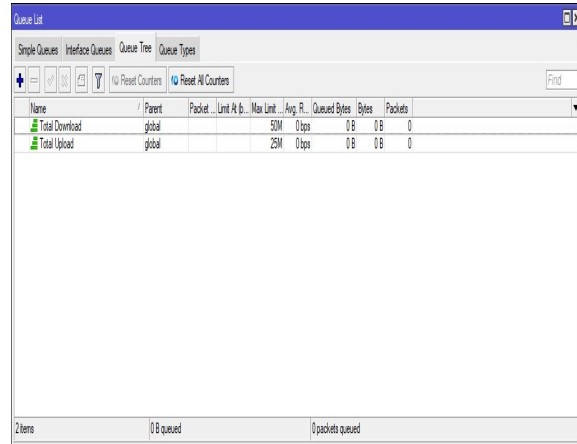 Queue List
Simple Queues Interface Queues Queue Tree Queue Types
Reset Counters Reset All Counters Find
Name Parent Packet ... Limit At (b... Max Limit ... Avg. R... Queued Bytes Bytes Packets
Total Download global 50M 0 bps 0 B 0 B 0
Total Upload global 25M 0 bps 0 B 0 B 0
2 items 0 B queued 0 packets queued